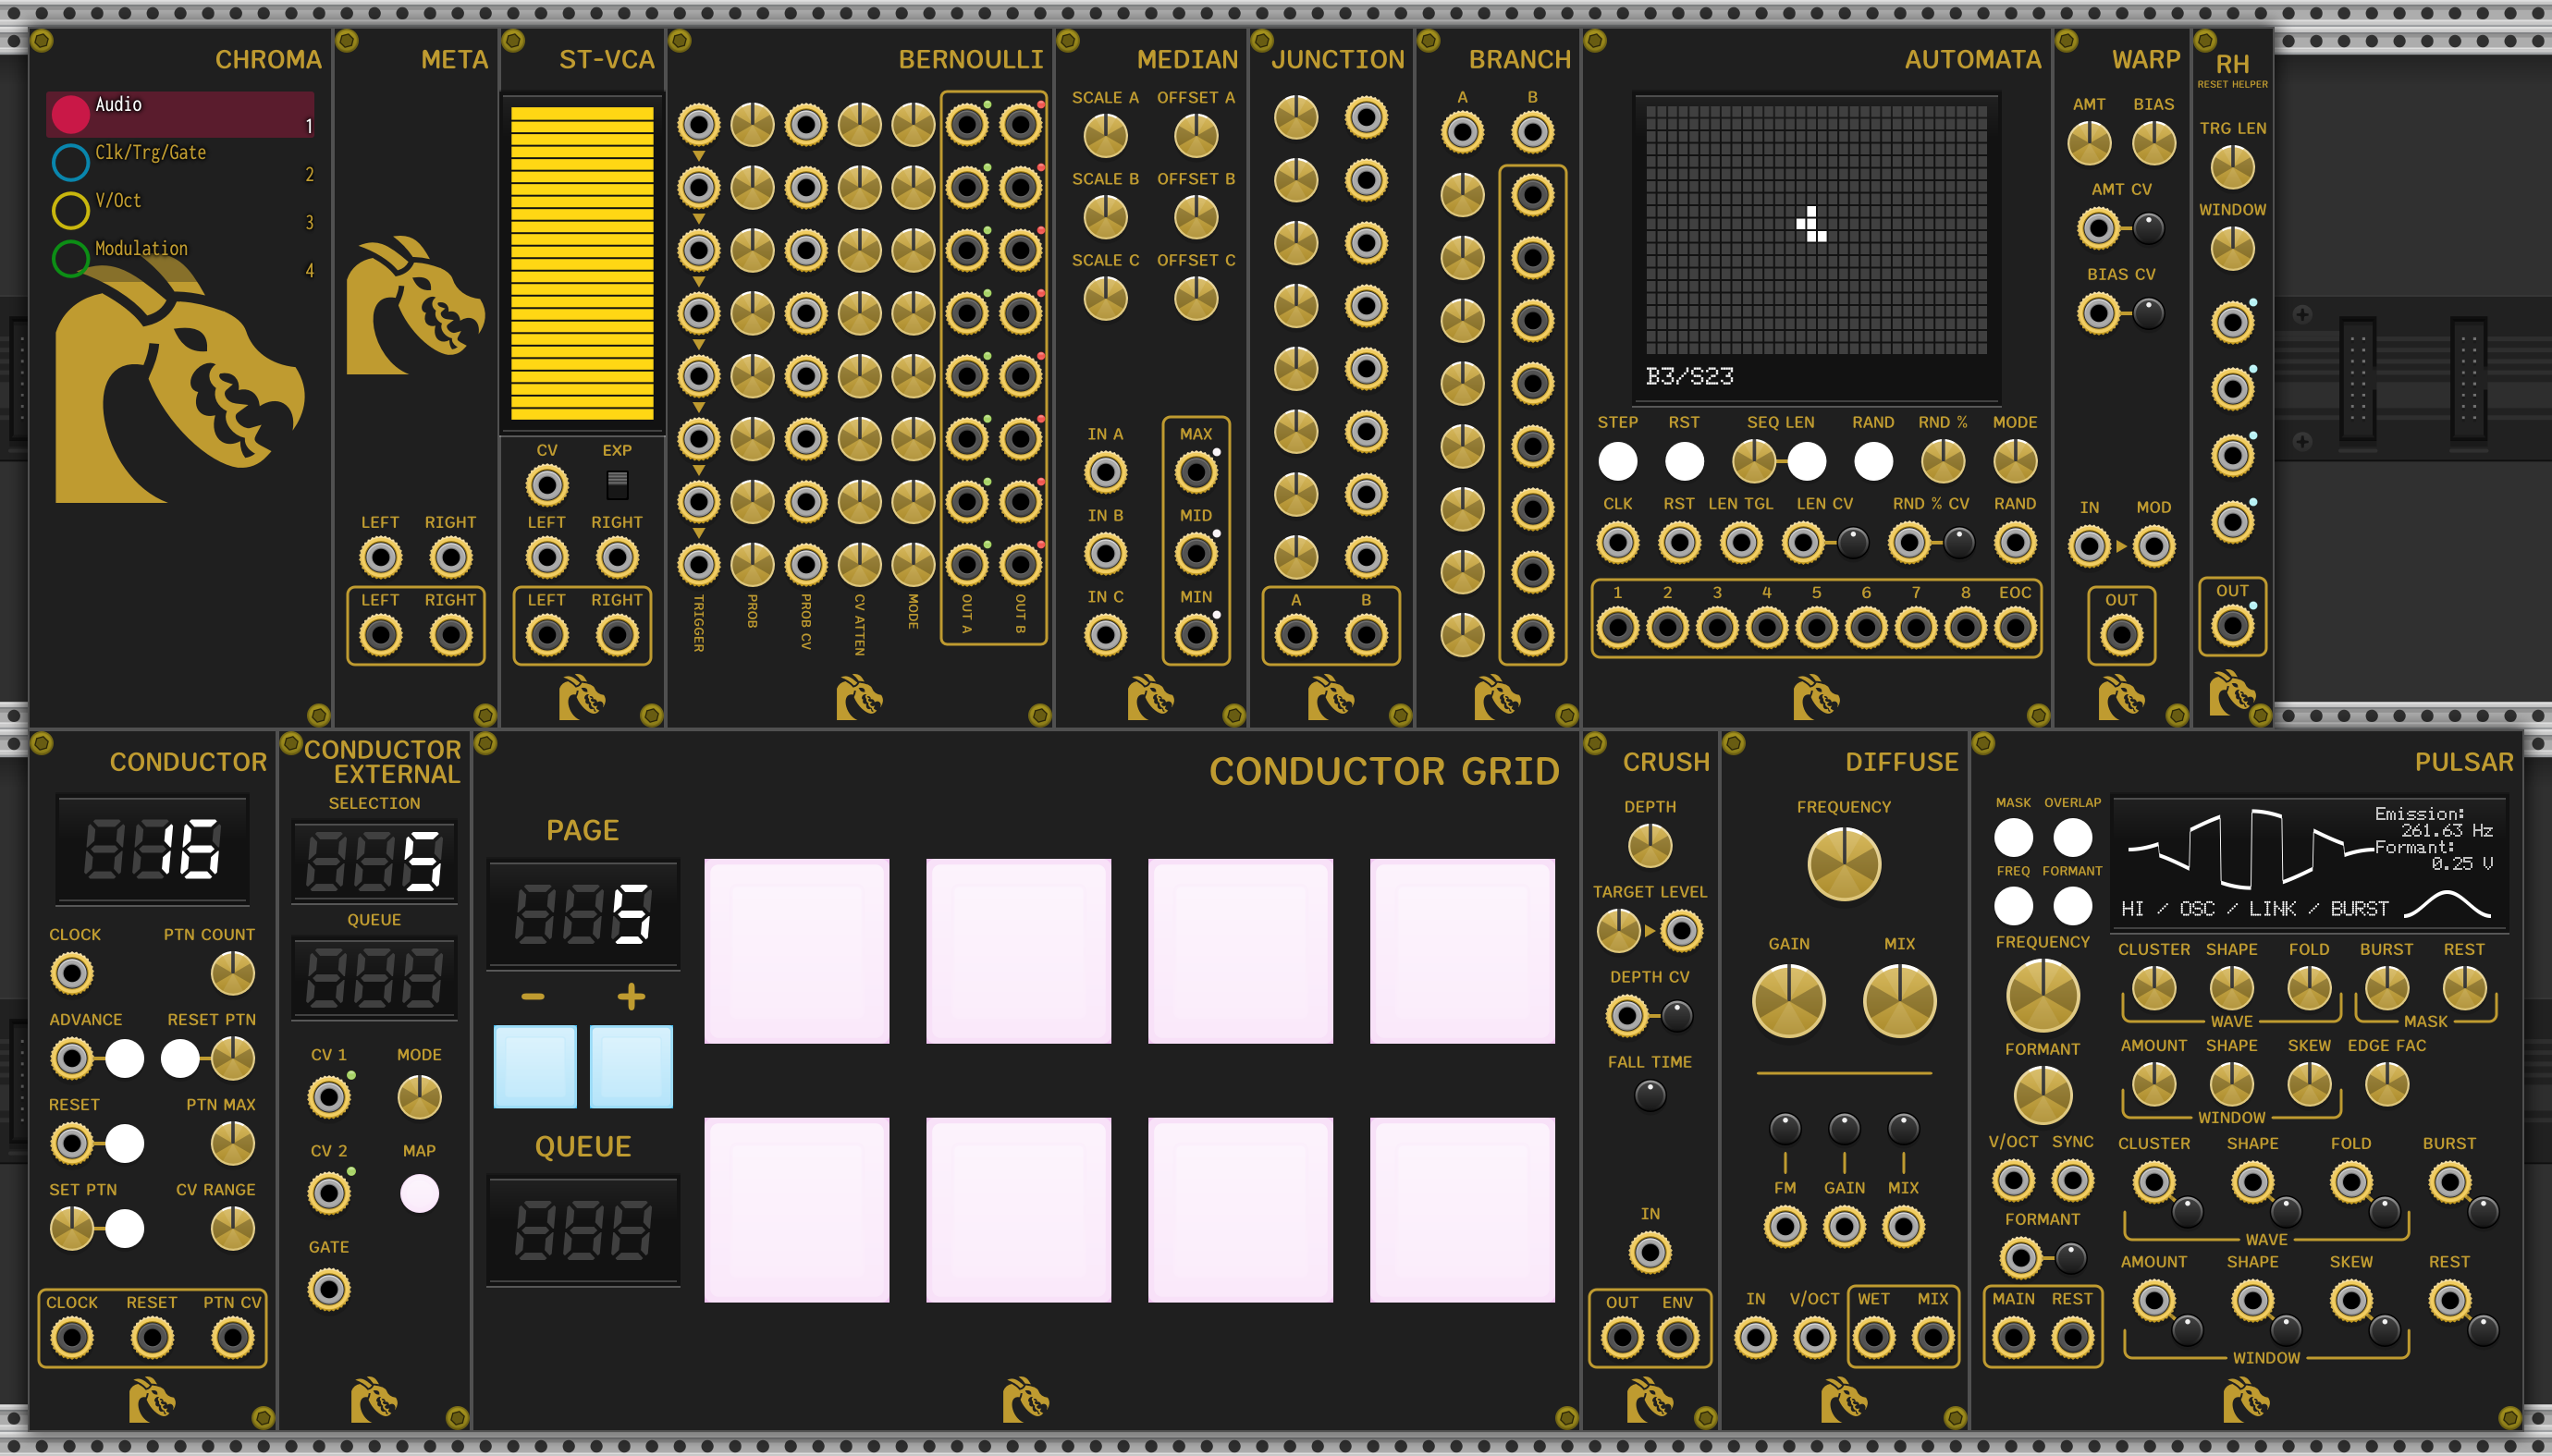 CHROMA
Audio
1
Clk/Trg/Gate
2
V/Oct
3
Modulation
4
META
LEFT RIGHT
LEFT RIGHT
ST-VCA
CV EXP
LEFT RIGHT
LEFT RIGHT
BERNOULLI
TRIGGER PROB PROB CV CV ATTEN MODE OUT A OUT B
MEDIAN
SCALE A OFFSET A
SCALE B OFFSET B
SCALE C OFFSET C
IN A MAX
IN B MID
IN C MIN
JUNCTION
A B
BRANCH
A B
AUTOMATA
B3/S23
STEP RST SEQ LEN RAND RND % MODE
CLK RST LEN TGL LEN CV RND % CV RAND
1 2 3 4 5 6 7 8 EOC
WARP
AMT BIAS
AMT CV
BIAS CV
IN MOD
OUT
RH
RESET HELPER
TRG LEN
WINDOW
OUT
CONDUCTOR
16
CLOCK PTN COUNT
ADVANCE RESET PTN
RESET PTN MAX
SET PTN CV RANGE
CLOCK RESET PTN CV
CONDUCTOR
EXTERNAL
SELECTION
5
QUEUE
CV 1 MODE
CV 2 MAP
GATE
CONDUCTOR GRID
PAGE
5
- +
QUEUE
CRUSH
DEPTH
TARGET LEVEL
DEPTH CV
FALL TIME
IN
OUT ENV
DIFFUSE
FREQUENCY
GAIN MIX
FM GAIN MIX
IN V/OCT WET MIX
PULSAR
MASK OVERLAP
FREQ FORMANT
FREQUENCY
FORMANT
V/OCT SYNC
FORMANT
MAIN REST
Emission:
261.63 Hz
Formant:
0.25 V
HI / OSC / LINK / BURST
CLUSTER SHAPE FOLD BURST REST
WAVE MASK
AMOUNT SHAPE SKEW EDGE FAC
WINDOW
CLUSTER SHAPE FOLD BURST
WAVE
AMOUNT SHAPE SKEW REST
WINDOW